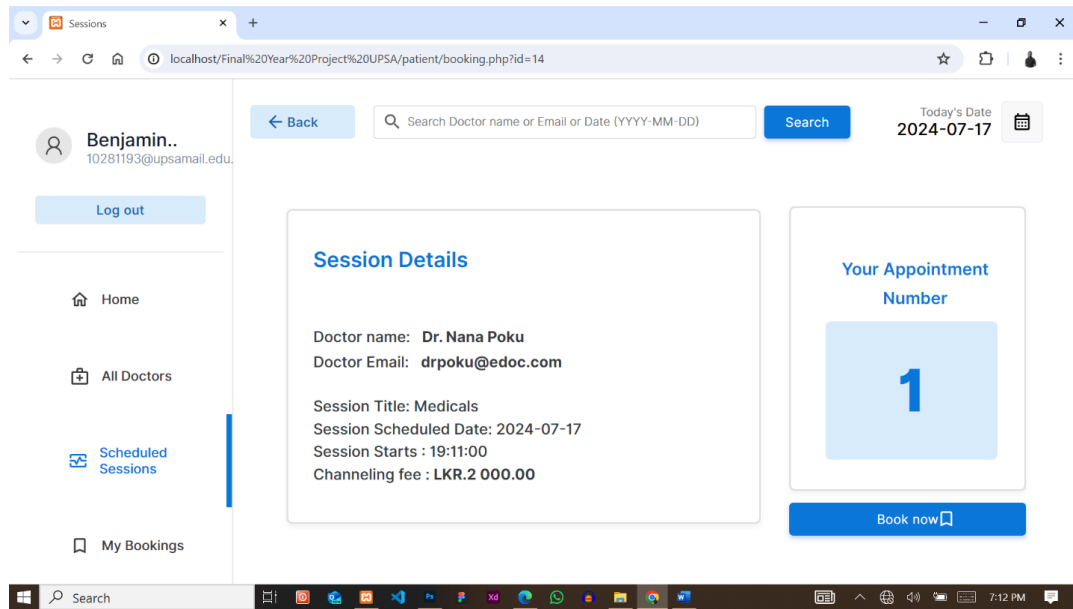 Sessions
localhost/Final%20Year%20Project%20UPSA/patient/booking.php?id=14
Benjamin..
10281193@upsamail.edu.
Log out
Home
All Doctors
Scheduled
Sessions
My Bookings
Back
Search Doctor name or Email or Date (YYYY-MM-DD)
Search
Today's Date
2024-07-17
Session Details
Doctor name: Dr. Nana Poku
Doctor Email: drpoku@edoc.com
Session Title: Medicals
Session Scheduled Date: 2024-07-17
Session Starts : 19:11:00
Channeling fee : LKR.2 000.00
Your Appointment
Number
1
Book now
Search
Ps
Xd
7:12 PM